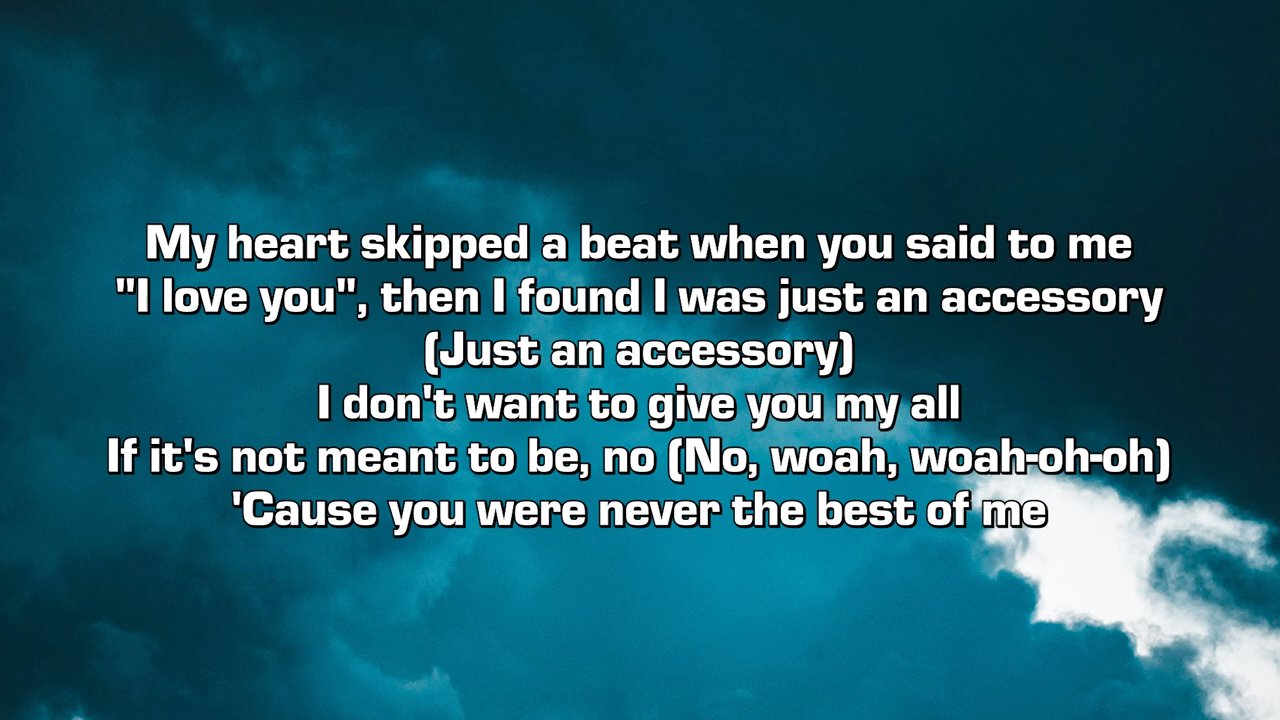 My heart skipped a beat when you said to me
"I love you", then I found I was just an accessory
(Just an accessory)
I don't want to give you my all
If it's not meant to be, no (No, woah, woah-oh-oh)
'Cause you were never the best of me